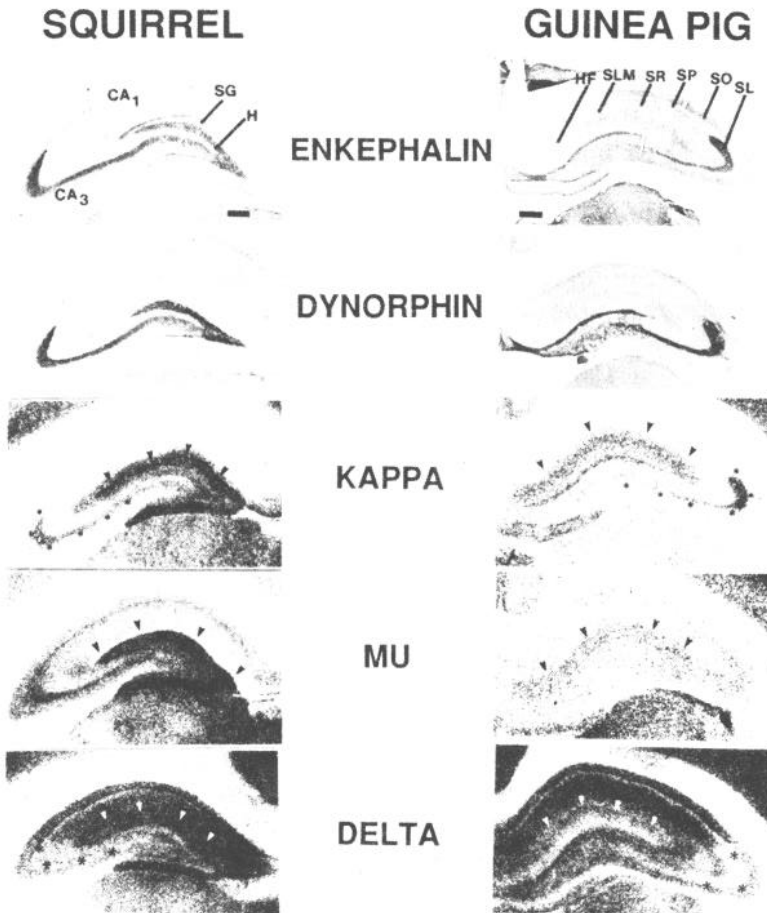 SQUIRREL
GUINEA PIG
CA1
SG
H
CA3
ENKEPHALIN
HF SLM SR SP SO SL
DYNORPHIN
KAPPA
MU
DELTA